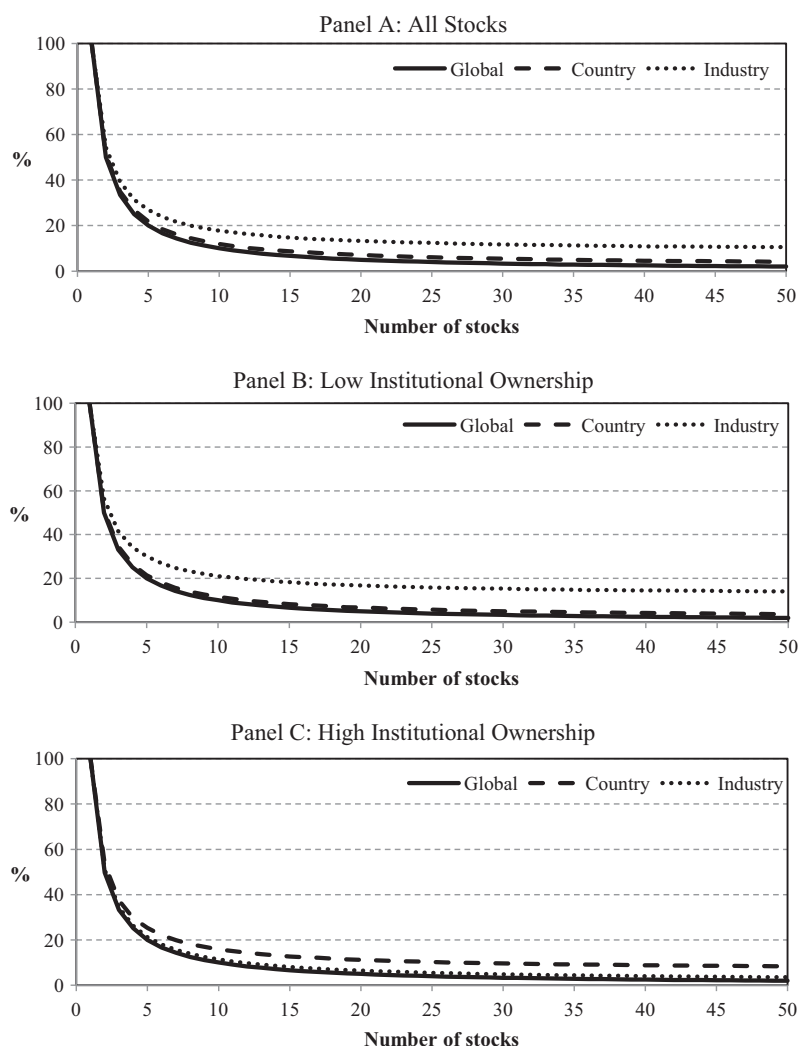 Panel A: All Stocks
Global Country Industry
100
80
60
40
20
0
%
0 5 10 15 20 25 30 35 40 45 50
Number of stocks
Panel B: Low Institutional Ownership
Global Country Industry
100
80
60
40
20
0
%
0 5 10 15 20 25 30 35 40 45 50
Number of stocks
Panel C: High Institutional Ownership
Global Country Industry
100
80
60
40
20
0
%
0 5 10 15 20 25 30 35 40 45 50
Number of stocks